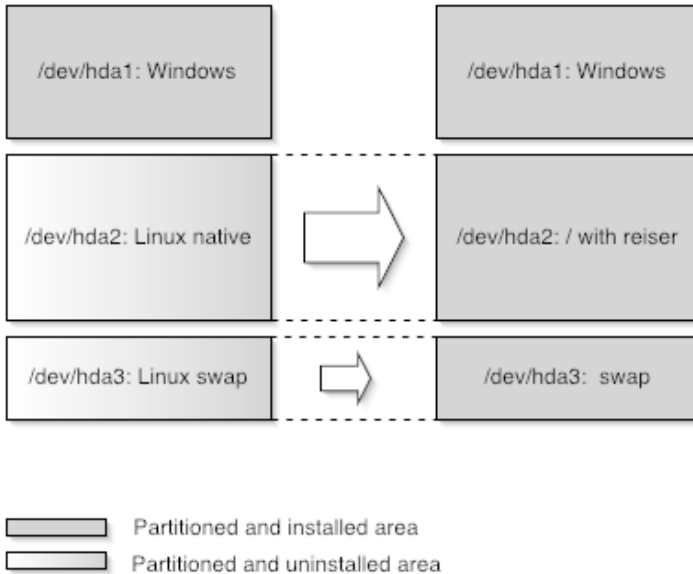 /dev/hda1: Windows
/dev/hda1: Windows
/dev/hda2: Linux native
/dev/hda2: / with reiser
/dev/hda3: Linux swap
/dev/hda3: swap
Partitioned and installed area
Partitioned and uninstalled area